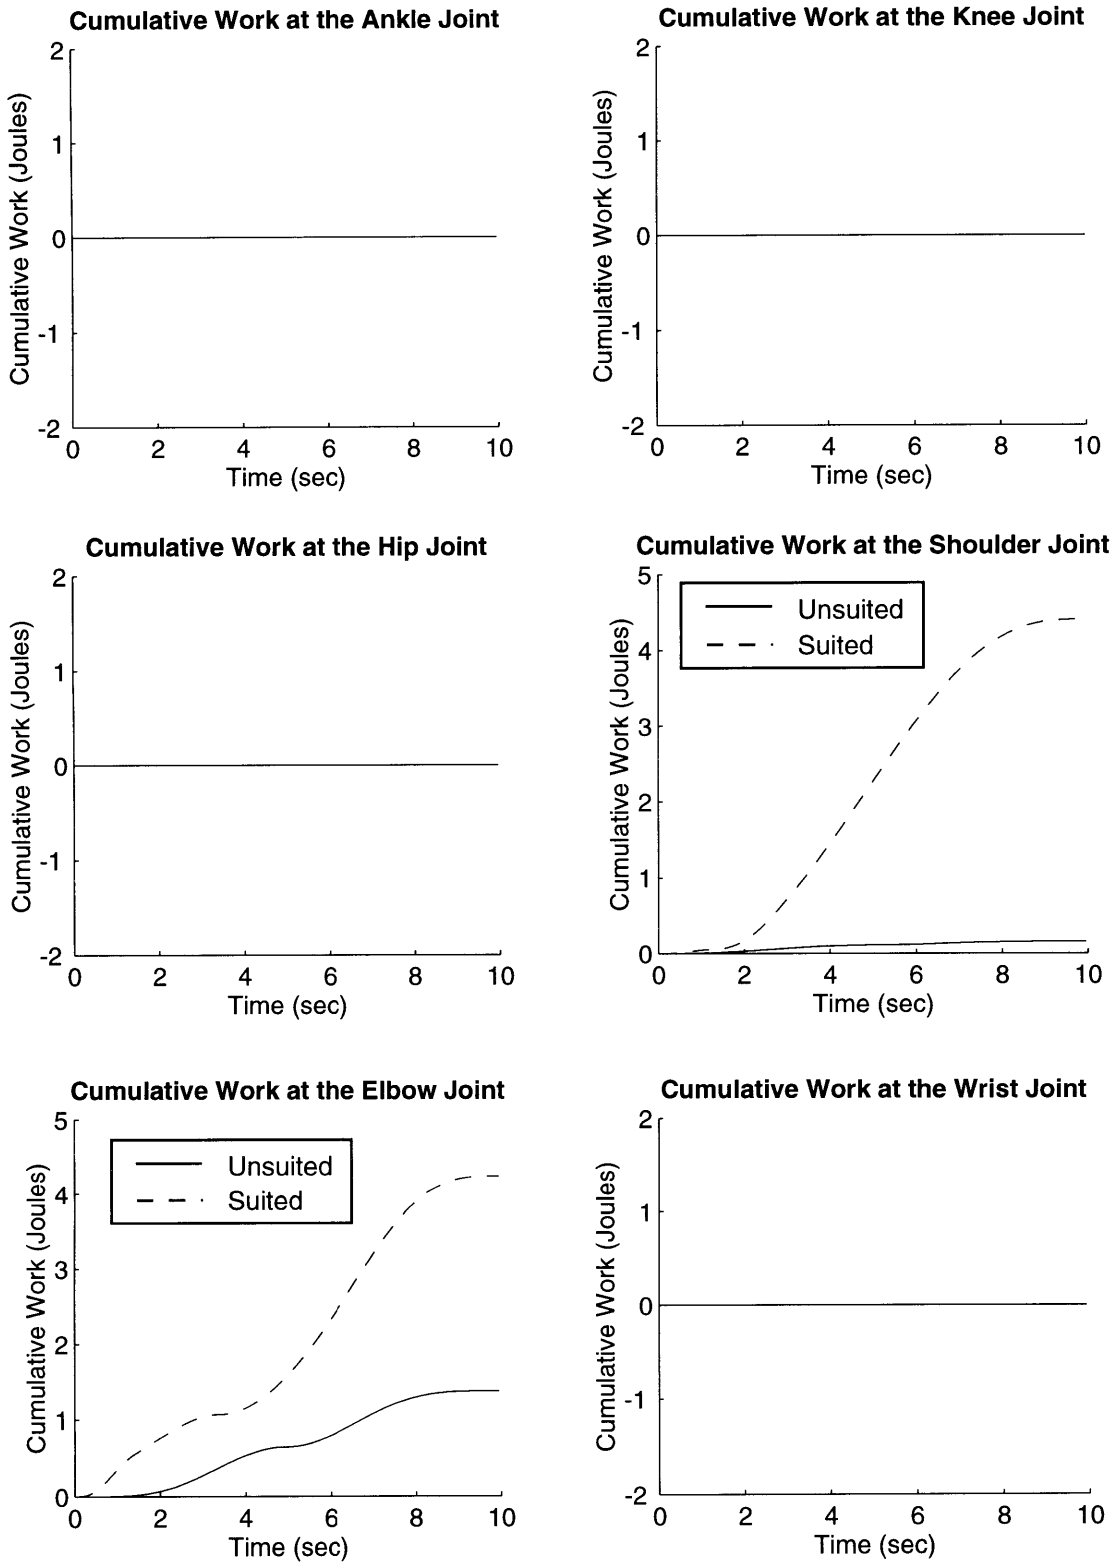 Cumulative Work at the Ankle Joint
Cumulative Work (Joules)
2
1
0
-1
-2
0 2 4 6 8 10
Time (sec)
Cumulative Work at the Knee Joint
Cumulative Work (Joules)
2
1
0
-1
-2
0 2 4 6 8 10
Time (sec)
Cumulative Work at the Hip Joint
Cumulative Work (Joules)
2
1
0
-1
-2
0 2 4 6 8 10
Time (sec)
Cumulative Work at the Shoulder Joint
Cumulative Work (Joules)
5
4
3
2
1
0
Unsuited
Suited
0 2 4 6 8 10
Time (sec)
Cumulative Work at the Elbow Joint
Cumulative Work (Joules)
5
4
3
2
1
0
Unsuited
Suited
0 2 4 6 8 10
Time (sec)
Cumulative Work at the Wrist Joint
Cumulative Work (Joules)
2
1
0
-1
-2
0 2 4 6 8 10
Time (sec)